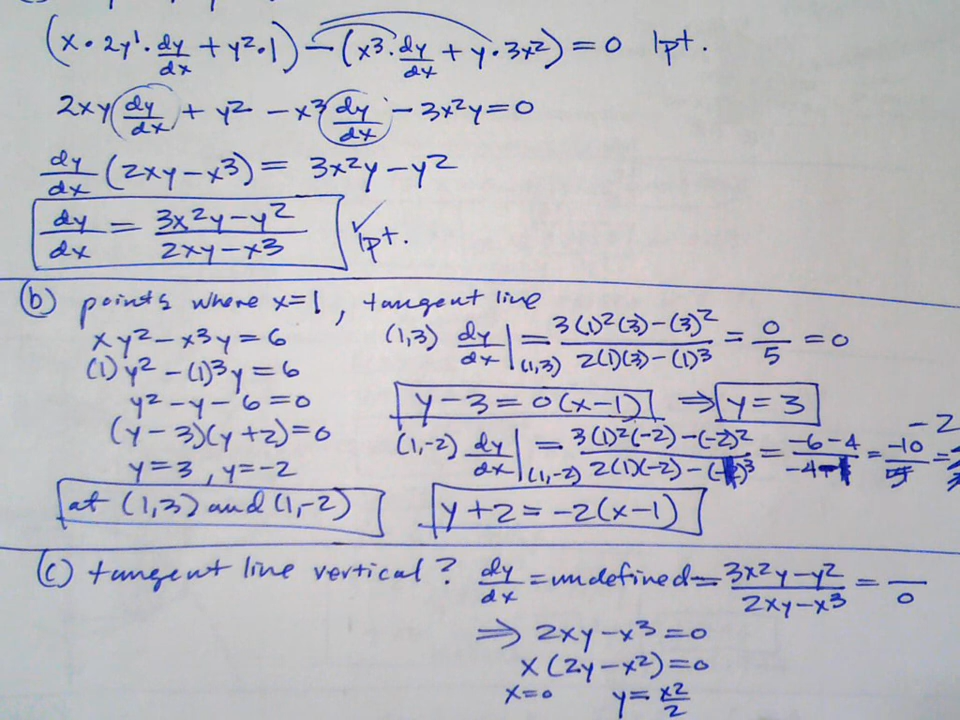 (x • 2y¹ • dy/dx + y² • 1) − (x³ • dy/dx + y • 3x²) = 0 1pt.
2xy dy/dx + y² − x³ dy/dx − 3x²y = 0
dy/dx (2xy − x³) = 3x²y − y²
dy/dx = (3x²y − y²)/(2xy − x³) ✓ 1pt.
(b) points where x=1, tangent line
xy² − x³y = 6
(1)y² − (1)³y = 6
y² − y − 6 = 0
(y − 3)(y + 2) = 0
y = 3, y = −2
at (1,3) and (1,−2)
(1,3) dy/dx |(1,3) = (3(1)²(3) − (3)²)/(2(1)(3) − (1)³) = 0/5 = 0
y − 3 = 0(x − 1) ⇒ y = 3
(1,−2) dy/dx |(1,−2) = (3(1)²(−2) − (−2)²)/(2(1)(−2) − ( )³) = (−6 − 4)/(−4 − ) = −10/ = −2
y + 2 = −2(x − 1)
(c) tangent line vertical? dy/dx = undefined = (3x²y − y²)/(2xy − x³) = —/0
⇒ 2xy − x³ = 0
x(2y − x²) = 0
x = 0 y = x²/2